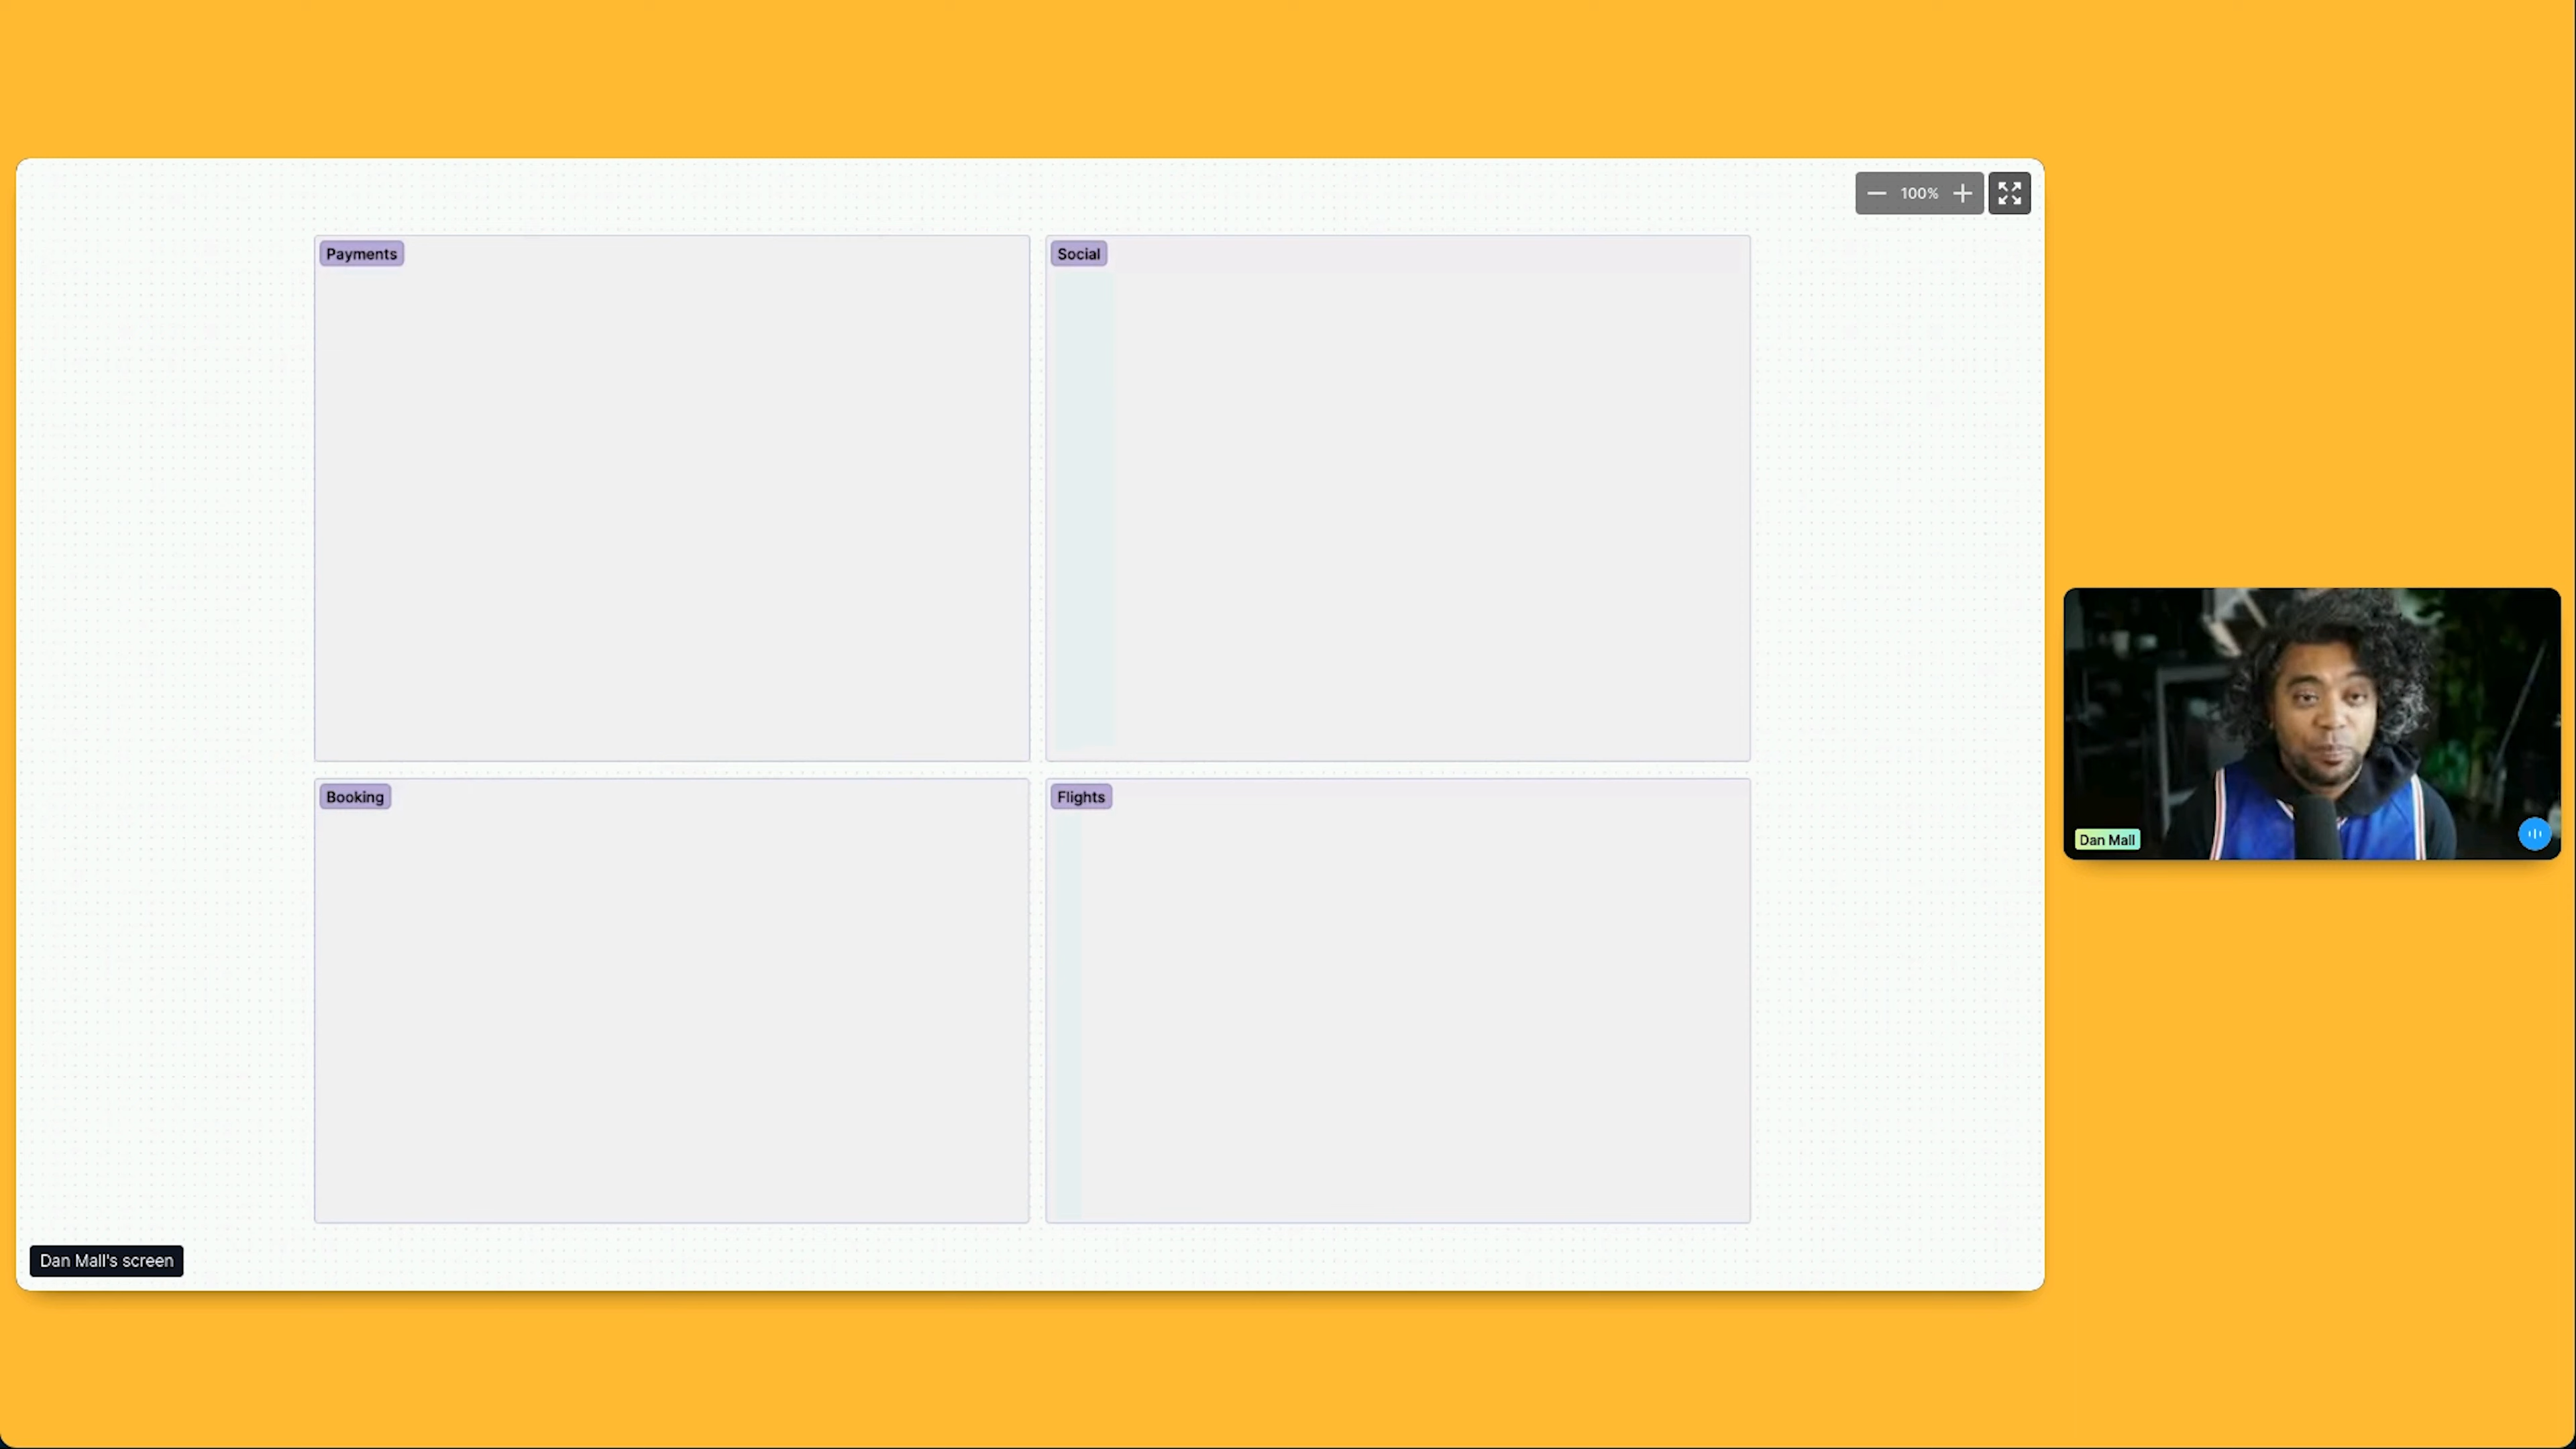 100%
Payments
Social
Booking
Flights
Dan Mall
Dan Mall's screen